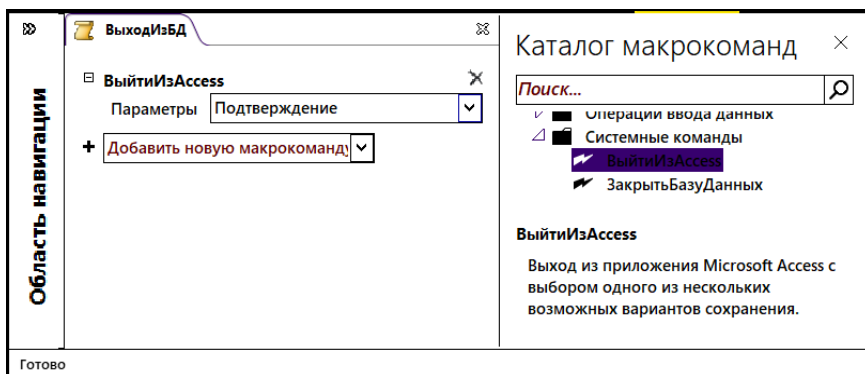 Область навигации
ВыходИзБД
ВыйтиИзAccess
Параметры Подтверждение
Добавить новую макрокоманду
Каталог макрокоманд
Поиск...
Операции ввода данных
Системные команды
ВыйтиИзAccess
ЗакрытьБазуДанных
ВыйтиИзAccess
Выход из приложения Microsoft Access с
выбором одного из нескольких
возможных вариантов сохранения.
Готово